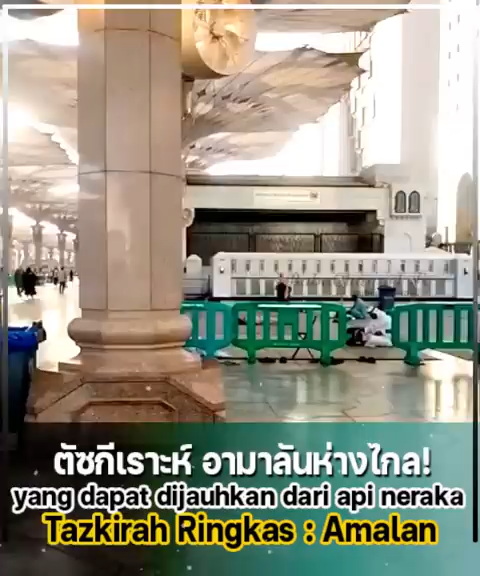 ตัซกีเราะห์ อามาลันห่างไกล!
yang dapat dijauhkan dari api neraka
Tazkirah Ringkas : Amalan